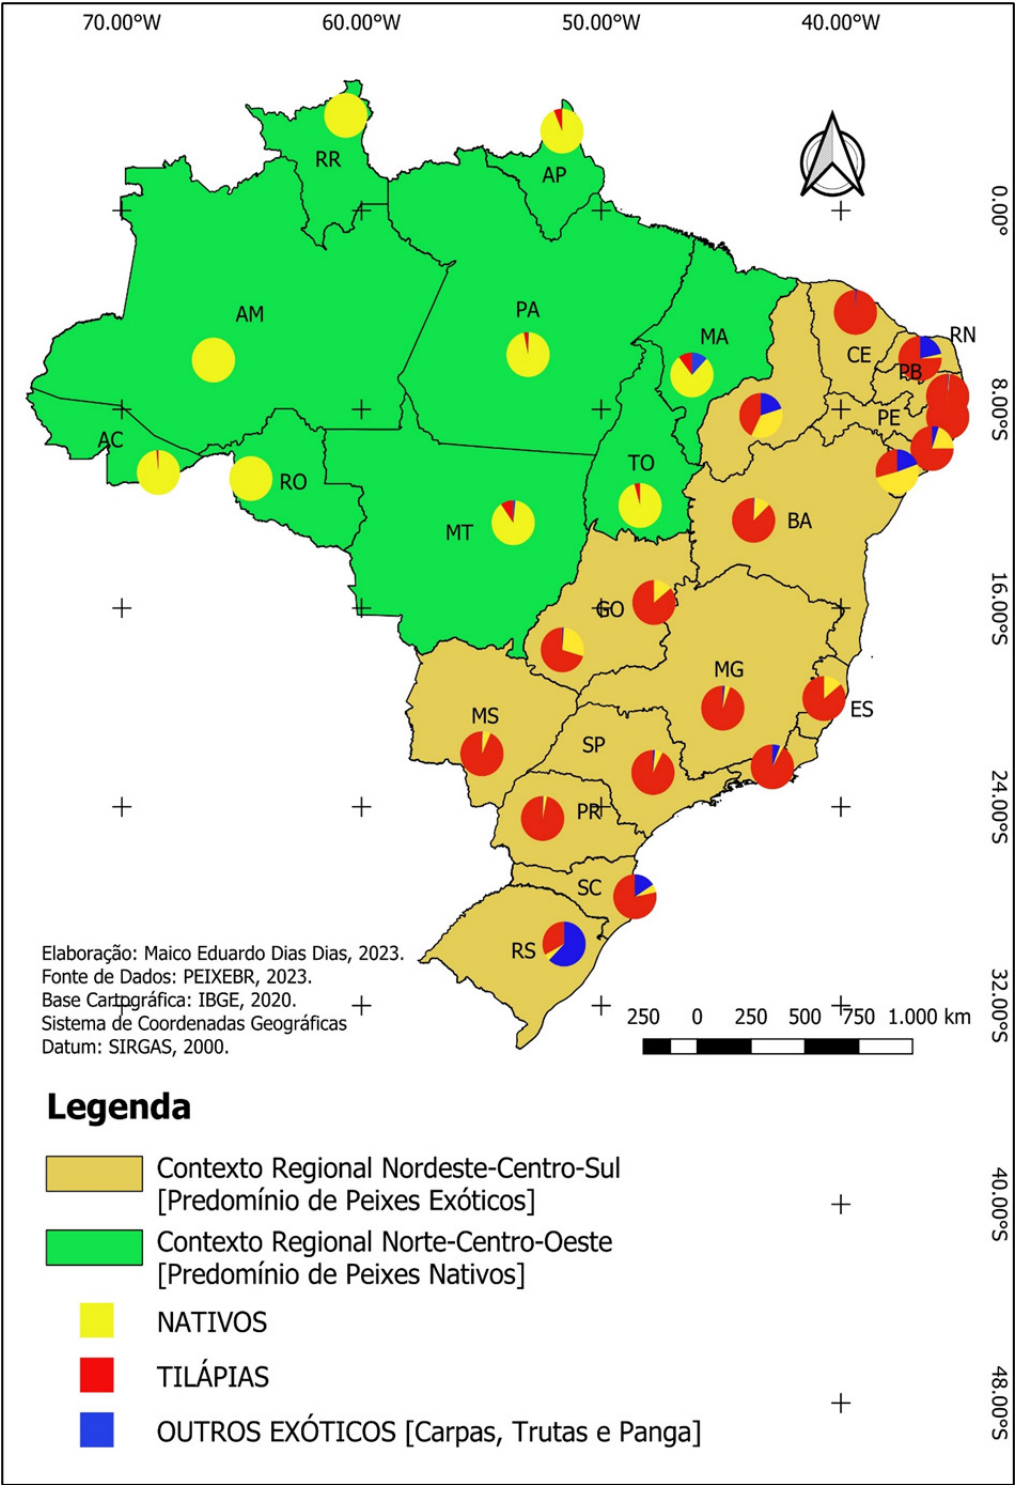 70.00°W 60.00°W 50.00°W 40.00°W
RR
AP
0.00°
AM
PA
MA
RN
CE
PB
8.00°S
PE
AC
RO
TO
MT
BA
16.00°S
GO
MG
ES
MS
SP
24.00°S
PR
SC
RS
Elaboração: Maico Eduardo Dias Dias, 2023.
Fonte de Dados: PEIXEBR, 2023.
Base Cartográfica: IBGE, 2020.
Sistema de Coordenadas Geográficas
Datum: SIRGAS, 2000.
32.00°S
250 0 250 500 750 1.000 km
Legenda
Contexto Regional Nordeste-Centro-Sul
[Predomínio de Peixes Exóticos]
40.00°S
Contexto Regional Norte-Centro-Oeste
[Predomínio de Peixes Nativos]
NATIVOS
TILÁPIAS
48.00°S
OUTROS EXÓTICOS [Carpas, Trutas e Panga]